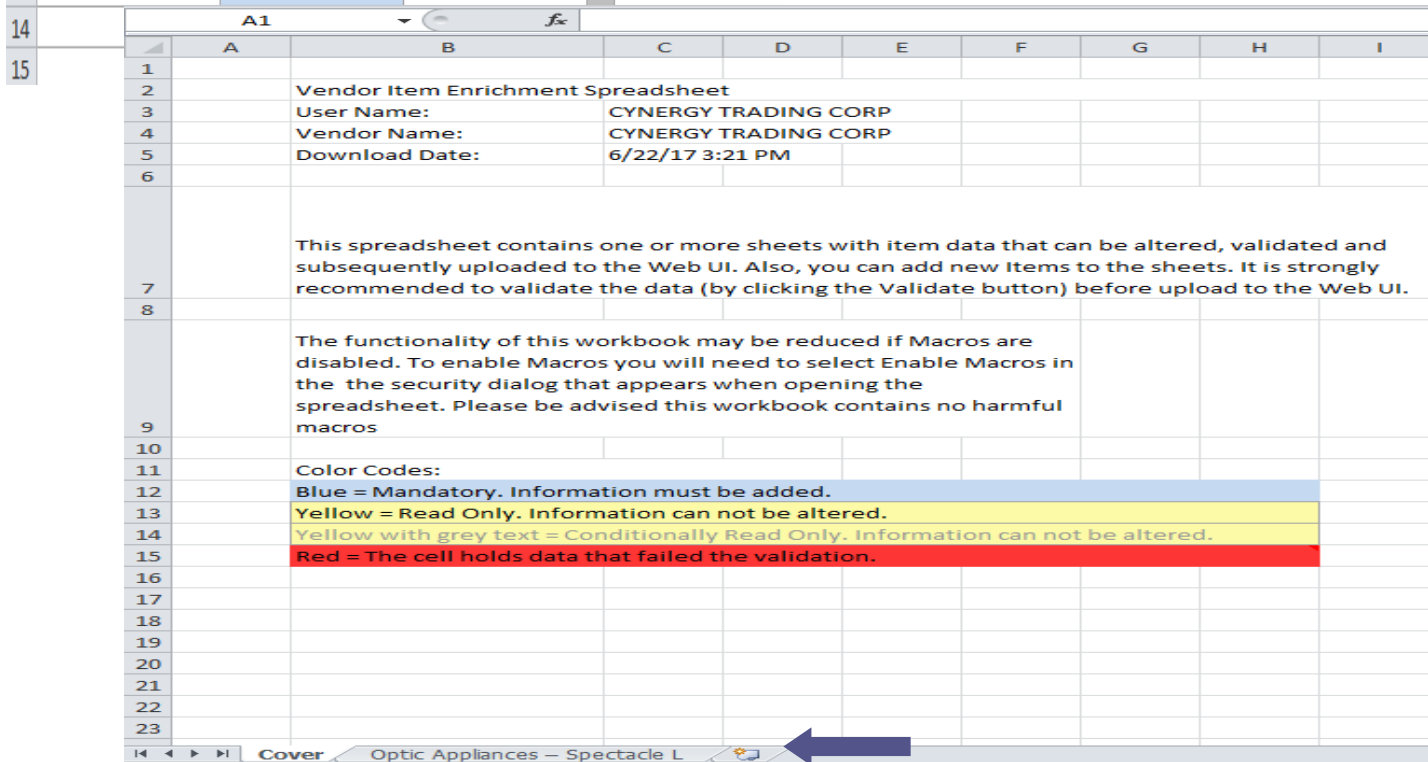 14
15
A1 fx
A B C D E F G H I
1
2 Vendor Item Enrichment Spreadsheet
3 User Name: CYNERGY TRADING CORP
4 Vendor Name: CYNERGY TRADING CORP
5 Download Date: 6/22/17 3:21 PM
6
This spreadsheet contains one or more sheets with item data that can be altered, validated and
subsequently uploaded to the Web UI. Also, you can add new Items to the sheets. It is strongly
7 recommended to validate the data (by clicking the Validate button) before upload to the Web UI.
8
The functionality of this workbook may be reduced if Macros are
disabled. To enable Macros you will need to select Enable Macros in
the the security dialog that appears when opening the
spreadsheet. Please be advised this workbook contains no harmful
9 macros
10
11 Color Codes:
12 Blue = Mandatory. Information must be added.
13 Yellow = Read Only. Information can not be altered.
14 Yellow with grey text = Conditionally Read Only. Information can not be altered.
15 Red = The cell holds data that failed the validation.
16
17
18
19
20
21
22
23
Cover Optic Appliances – Spectacle L